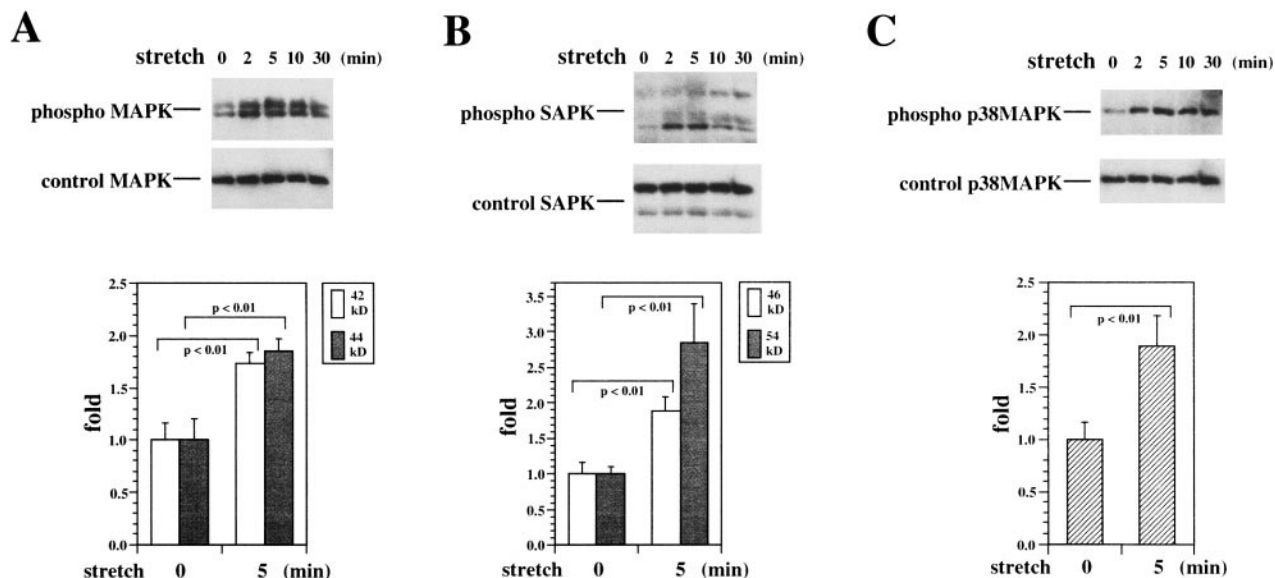 A
stretch 0 2 5 10 30 (min)
phospho MAPK
control MAPK
2.5
2.0
1.5
1.0
0.5
0.0
fold
p < 0.01
p < 0.01
42
kD
44
kD
stretch 0 5 (min)
B
stretch 0 2 5 10 30 (min)
phospho SAPK
control SAPK
3.5
3.0
2.5
2.0
1.5
1.0
0.5
0.0
fold
p < 0.01
p < 0.01
46
kD
54
kD
stretch 0 5 (min)
C
stretch 0 2 5 10 30 (min)
phospho p38MAPK
control p38MAPK
2.5
2.0
1.5
1.0
0.5
0.0
fold
p < 0.01
stretch 0 5 (min)